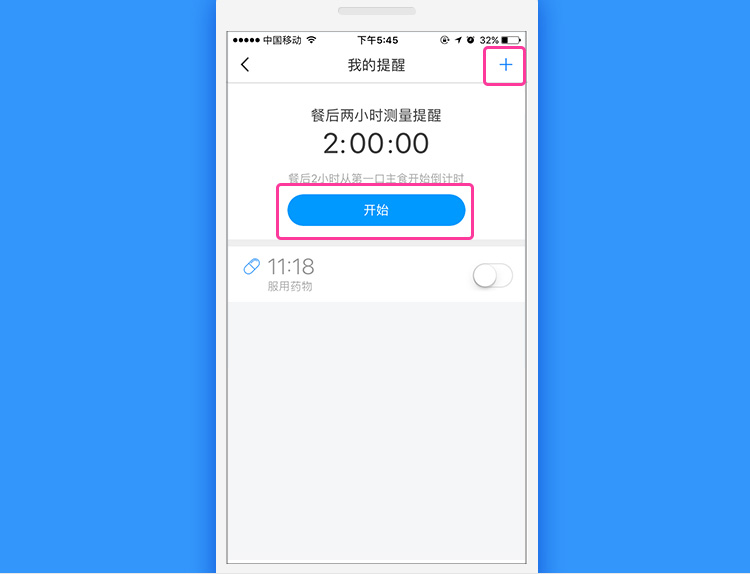 ●●●●● 中国移动 下午5:45 32%
我的提醒
餐后两小时测量提醒
2:00:00
餐后2小时从第一口主食开始倒计时
开始
11:18
服用药物